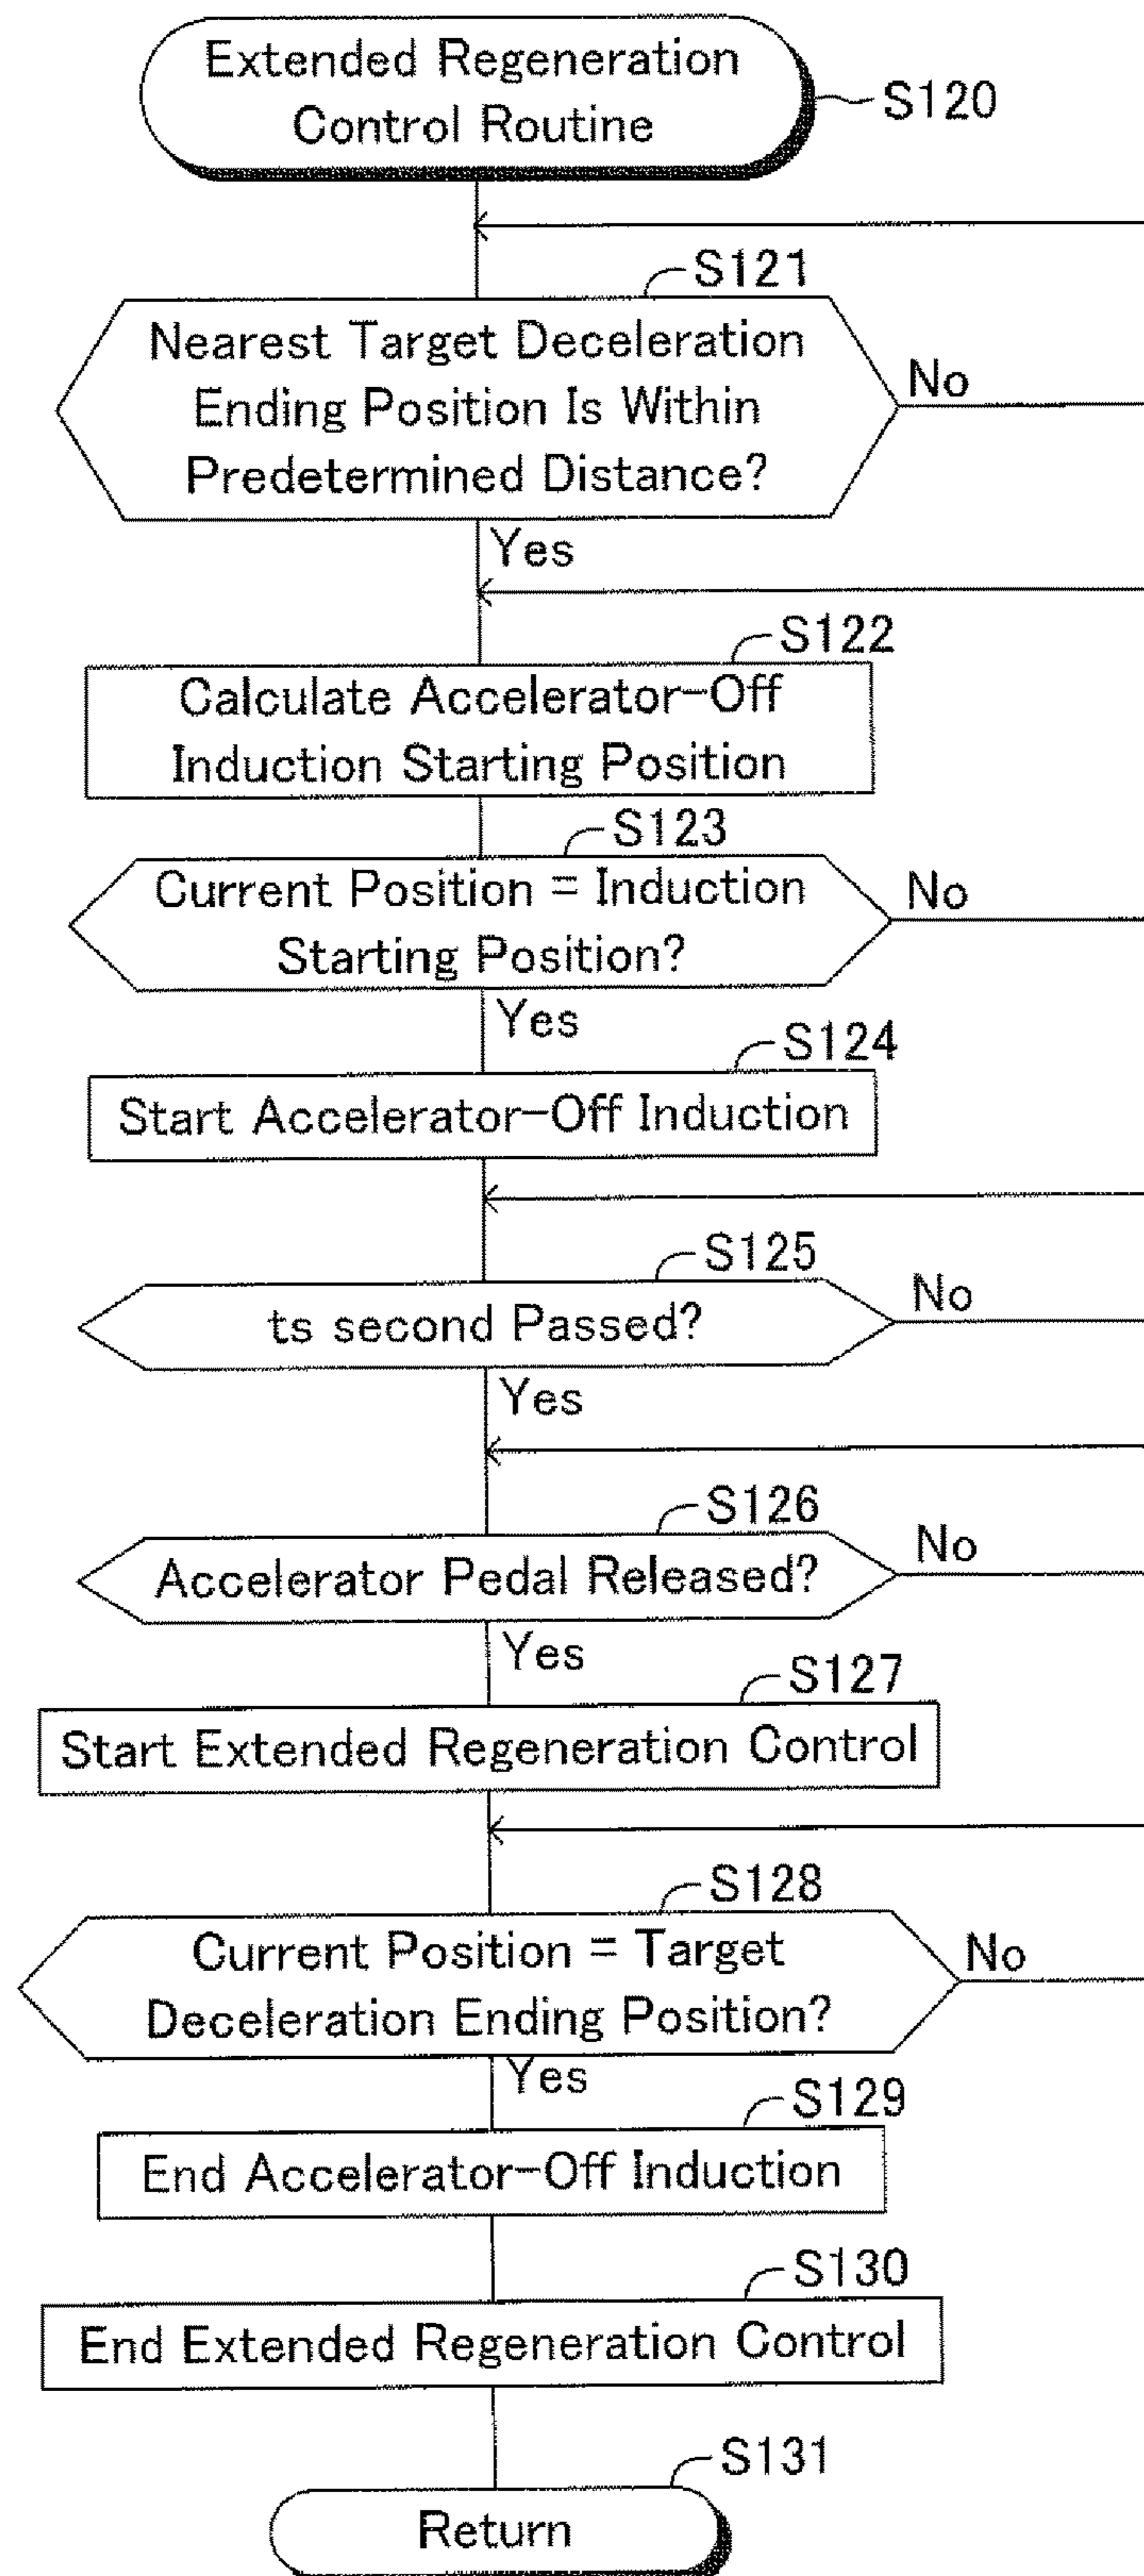 Extended Regeneration
Control Routine
S120
S121
Nearest Target Deceleration
Ending Position Is Within
Predetermined Distance?
No
Yes
S122
Calculate Accelerator-Off
Induction Starting Position
S123
Current Position = Induction
Starting Position?
No
Yes
S124
Start Accelerator-Off Induction
S125
ts second Passed?
No
Yes
S126
Accelerator Pedal Released?
No
Yes
S127
Start Extended Regeneration Control
S128
Current Position = Target
Deceleration Ending Position?
No
Yes
S129
End Accelerator-Off Induction
S130
End Extended Regeneration Control
S131
Return